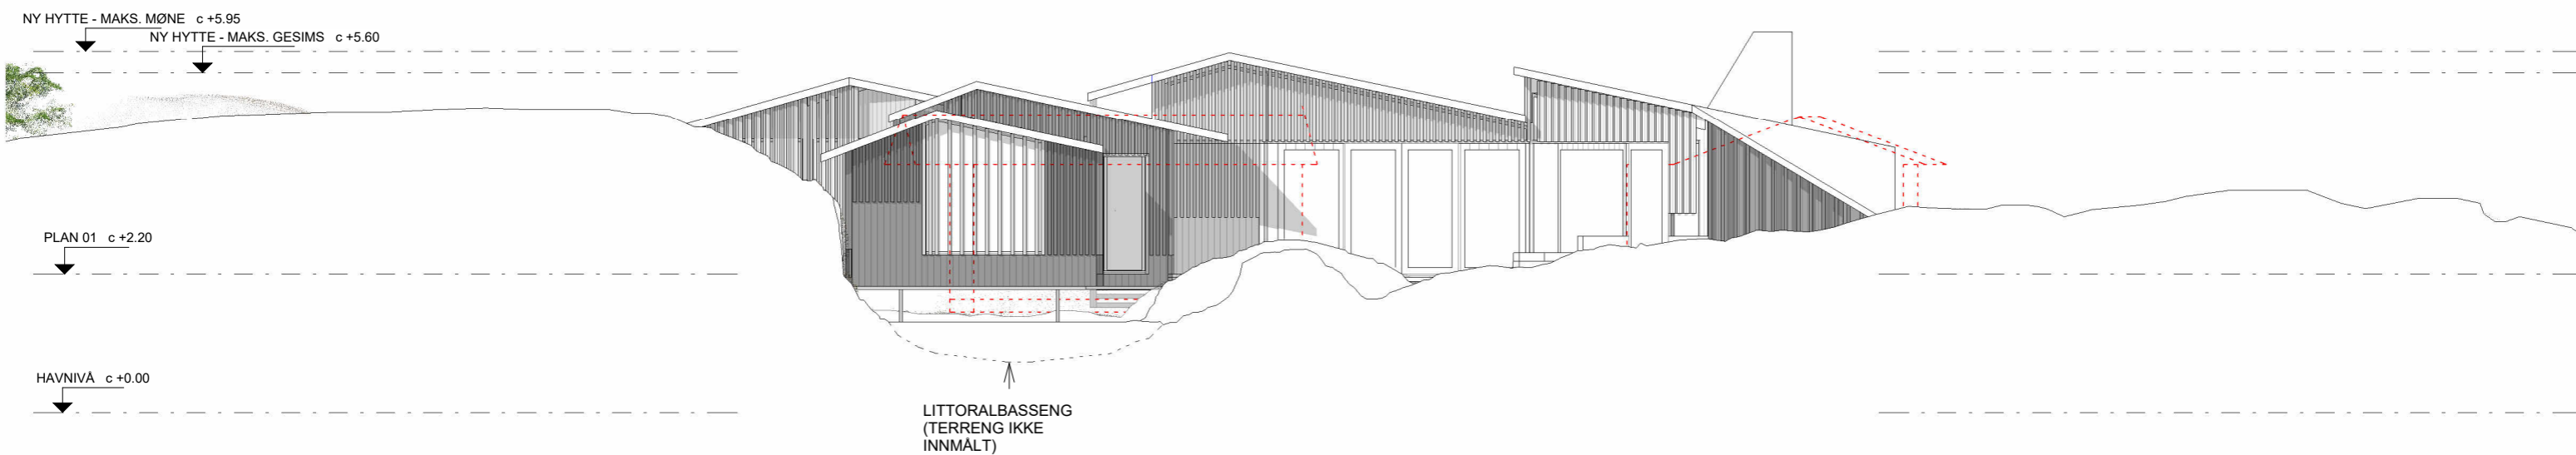 NY HYTTE - MAKS. MØNE c +5.95
NY HYTTE - MAKS. GESIMS c +5.60
PLAN 01 c +2.20
HAVNIVÅ c +0.00
LITTORALBASSENG
(TERRENG IKKE
INNMÅLT)